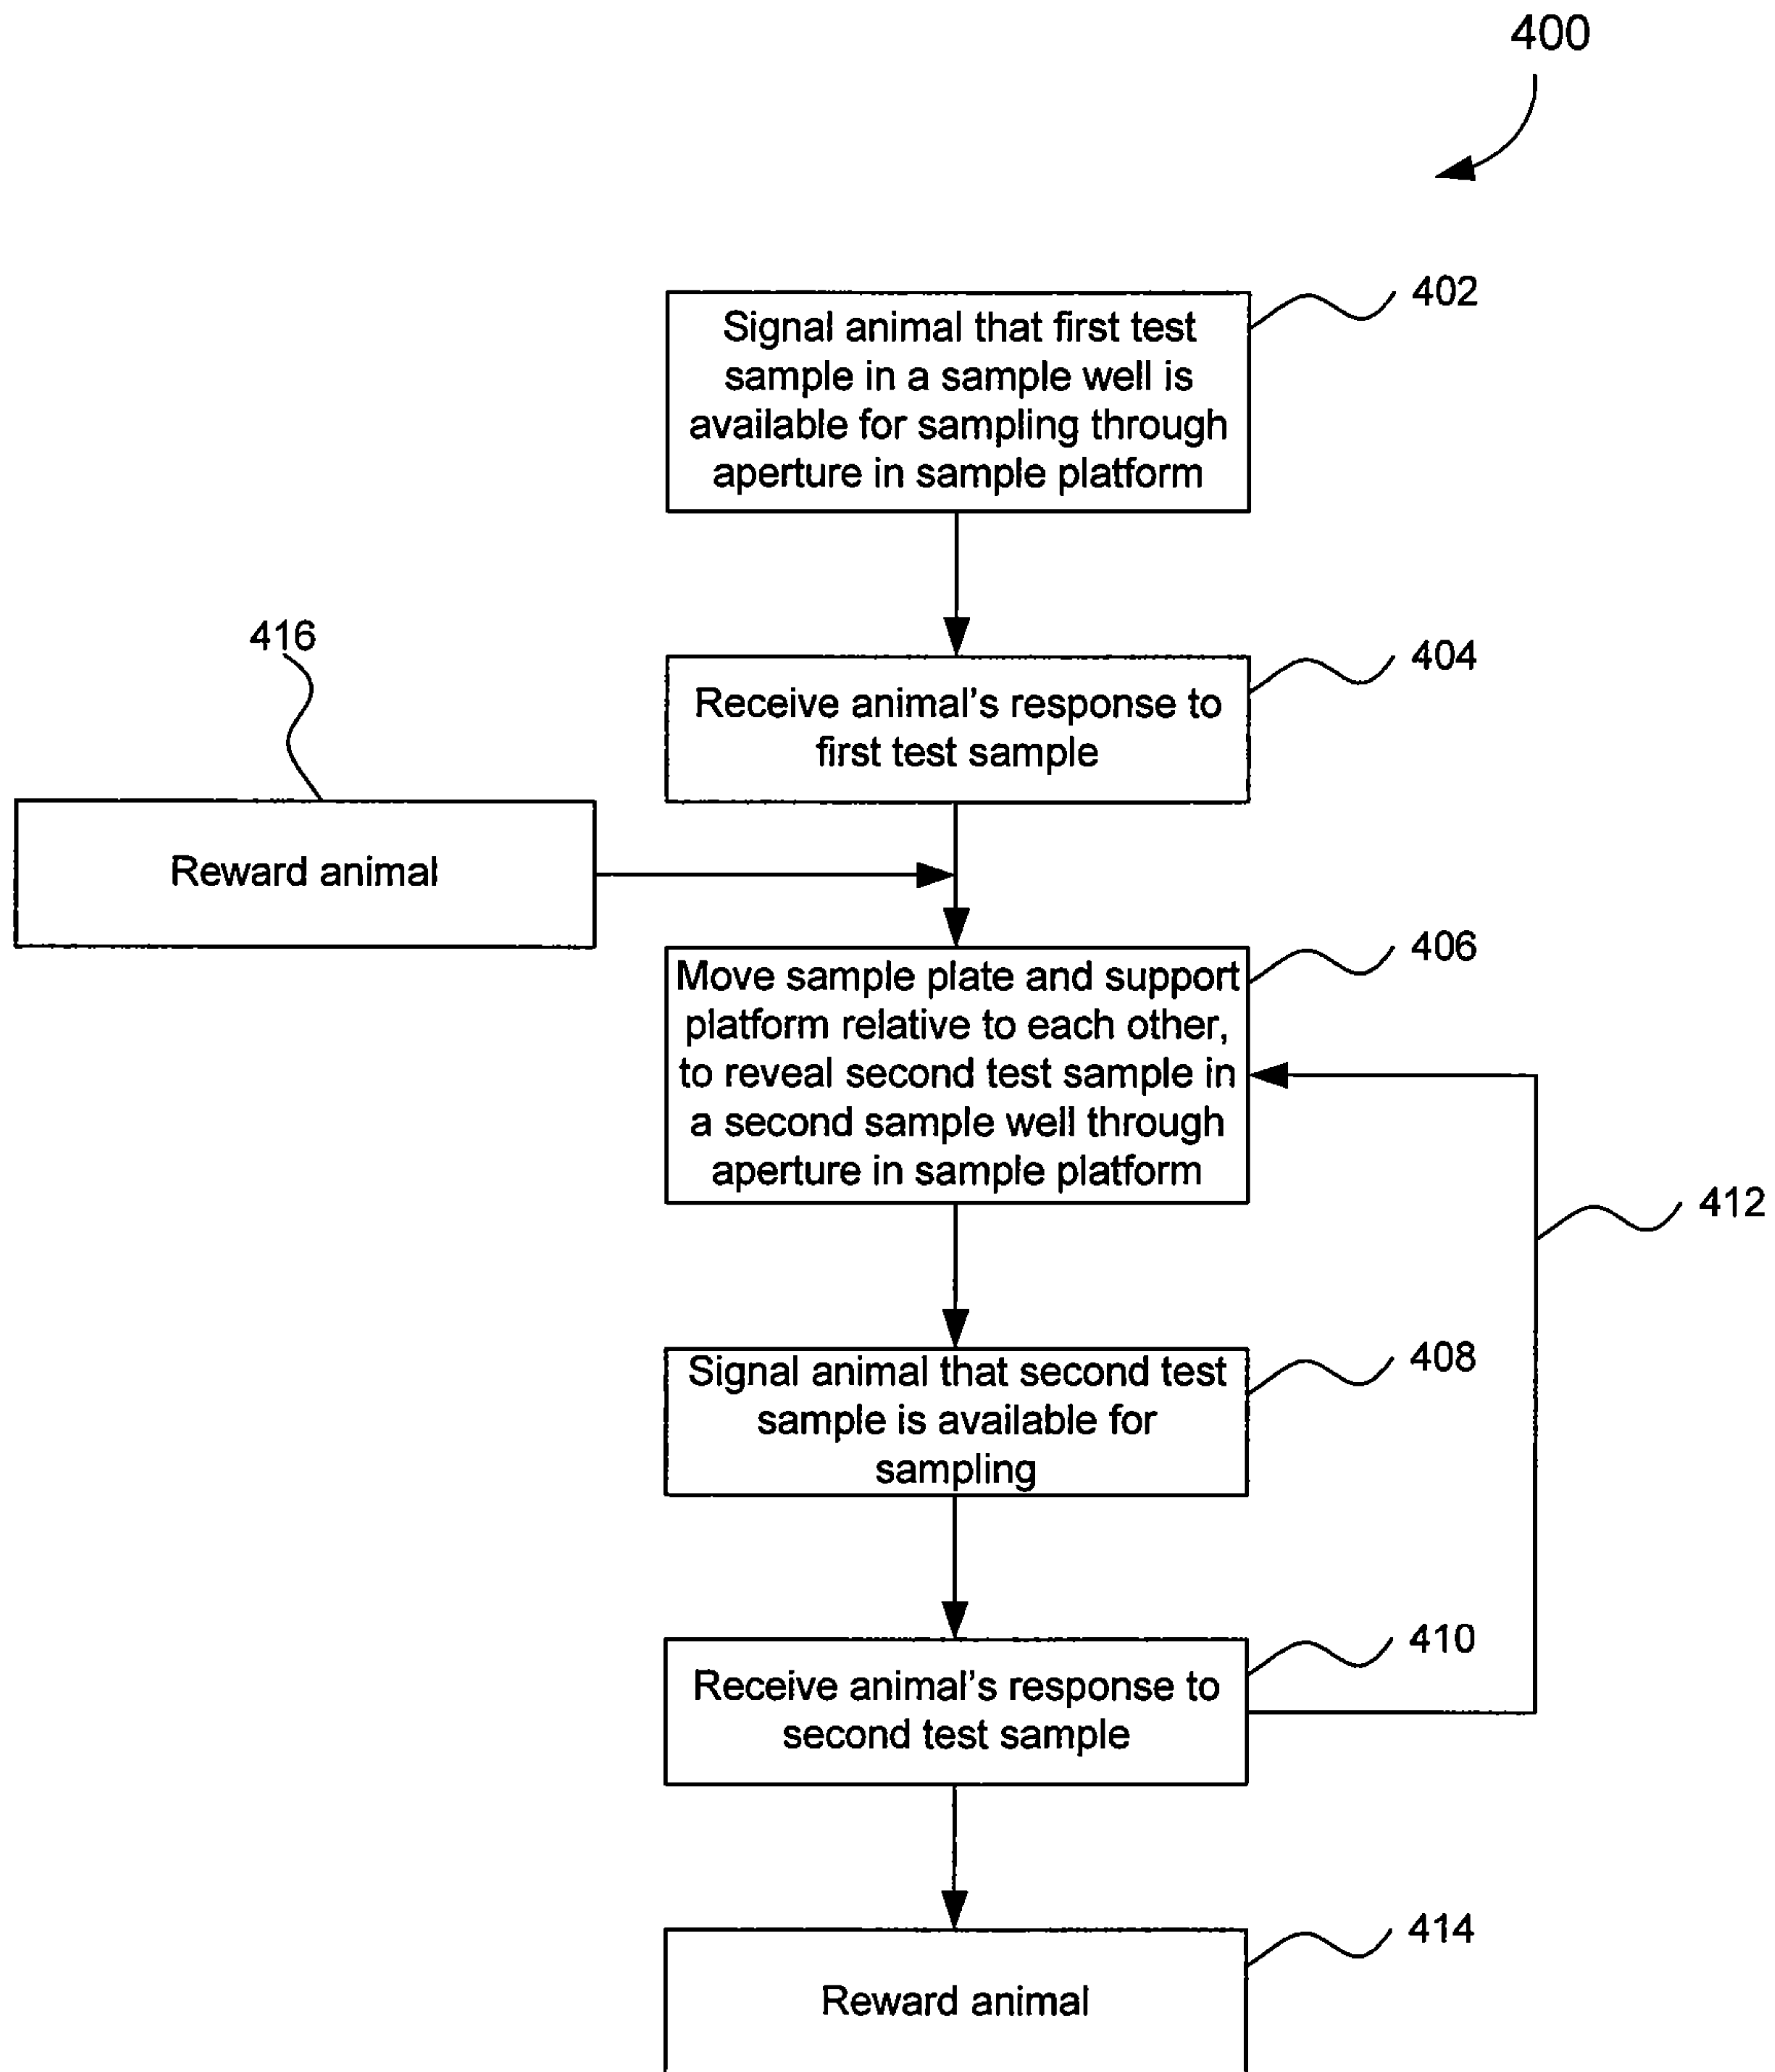 400
402
Signal animal that first test
sample in a sample well is
available for sampling through
aperture in sample platform
416
404
Receive animal's response to
first test sample
Reward animal
406
Move sample plate and support
platform relative to each other,
to reveal second test sample in
a second sample well through
aperture in sample platform
412
408
Signal animal that second test
sample is available for
sampling
410
Receive animal's response to
second test sample
414
Reward animal